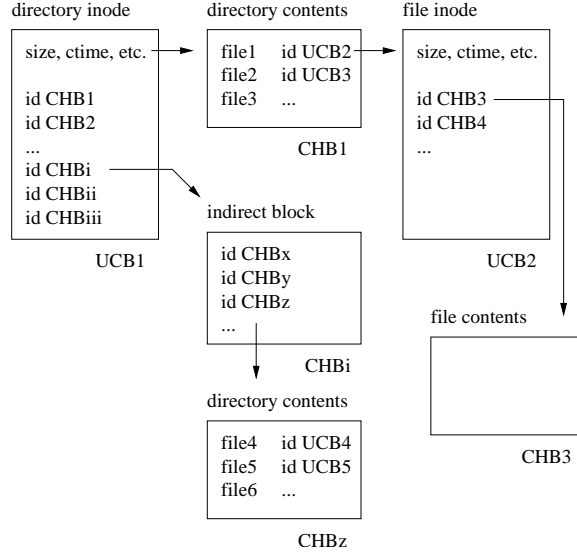 directory inode
size, ctime, etc.
id CHB1
id CHB2
...
id CHBi
id CHBii
id CHBiii
UCB1
directory contents
file1 id UCB2
file2 id UCB3
file3 ...
CHB1
file inode
size, ctime, etc.
id CHB3
id CHB4
...
UCB2
indirect block
id CHBx
id CHBy
id CHBz
...
CHBi
file contents
CHB3
directory contents
file4 id UCB4
file5 id UCB5
file6 ...
CHBz